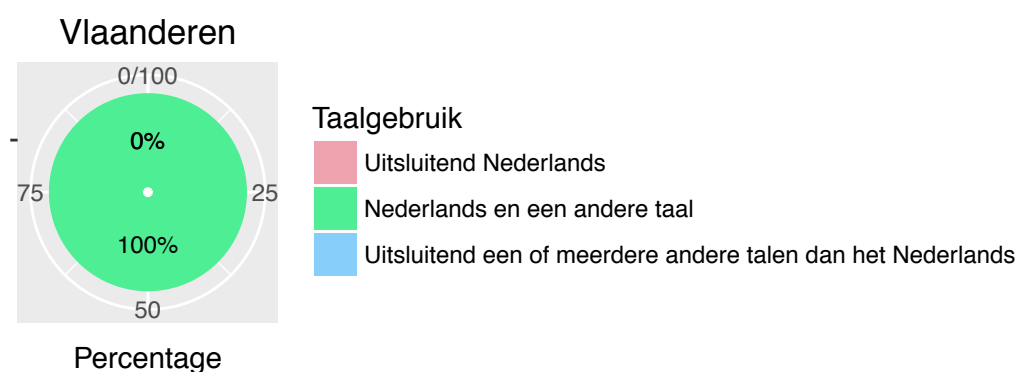 Vlaanderen
0/100
0%
75
25
100%
50
Percentage
Taalgebruik
Uitsluitend Nederlands
Nederlands en een andere taal
Uitsluitend een of meerdere andere talen dan het Nederlands